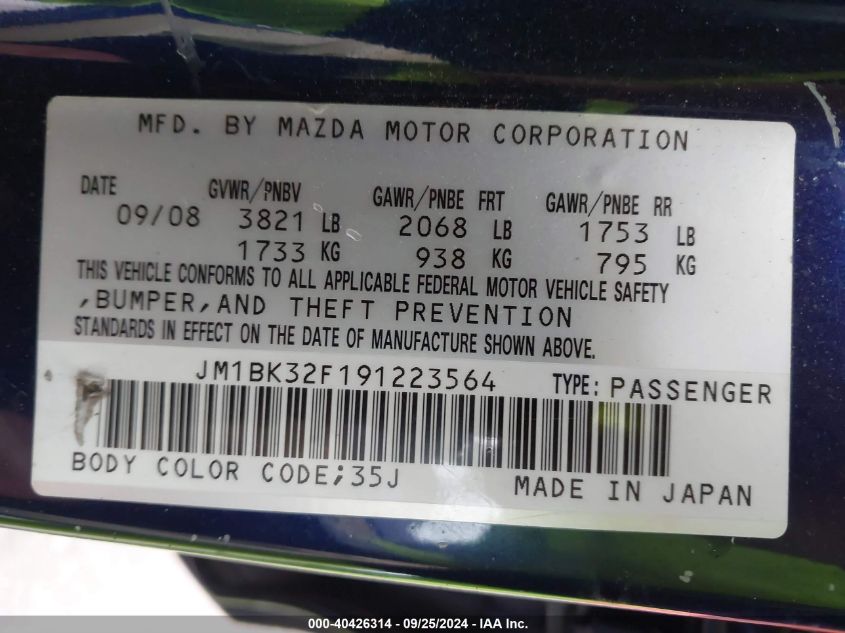 MFD. BY MAZDA MOTOR CORPORATION
DATE GVWR/PNBV GAWR/PNBE FRT GAWR/PNBE RR
09/08 3821 LB 2068 LB 1753 LB
1733 KG 938 KG 795 KG
THIS VEHICLE CONFORMS TO ALL APPLICABLE FEDERAL MOTOR VEHICLE SAFETY
,BUMPER,AND THEFT PREVENTION
STANDARDS IN EFFECT ON THE DATE OF MANUFACTURE SHOWN ABOVE.
JM1BK32F191223564 TYPE: PASSENGER
BODY COLOR CODE;35J MADE IN JAPAN
000-40426314 - 09/25/2024 - IAA Inc.